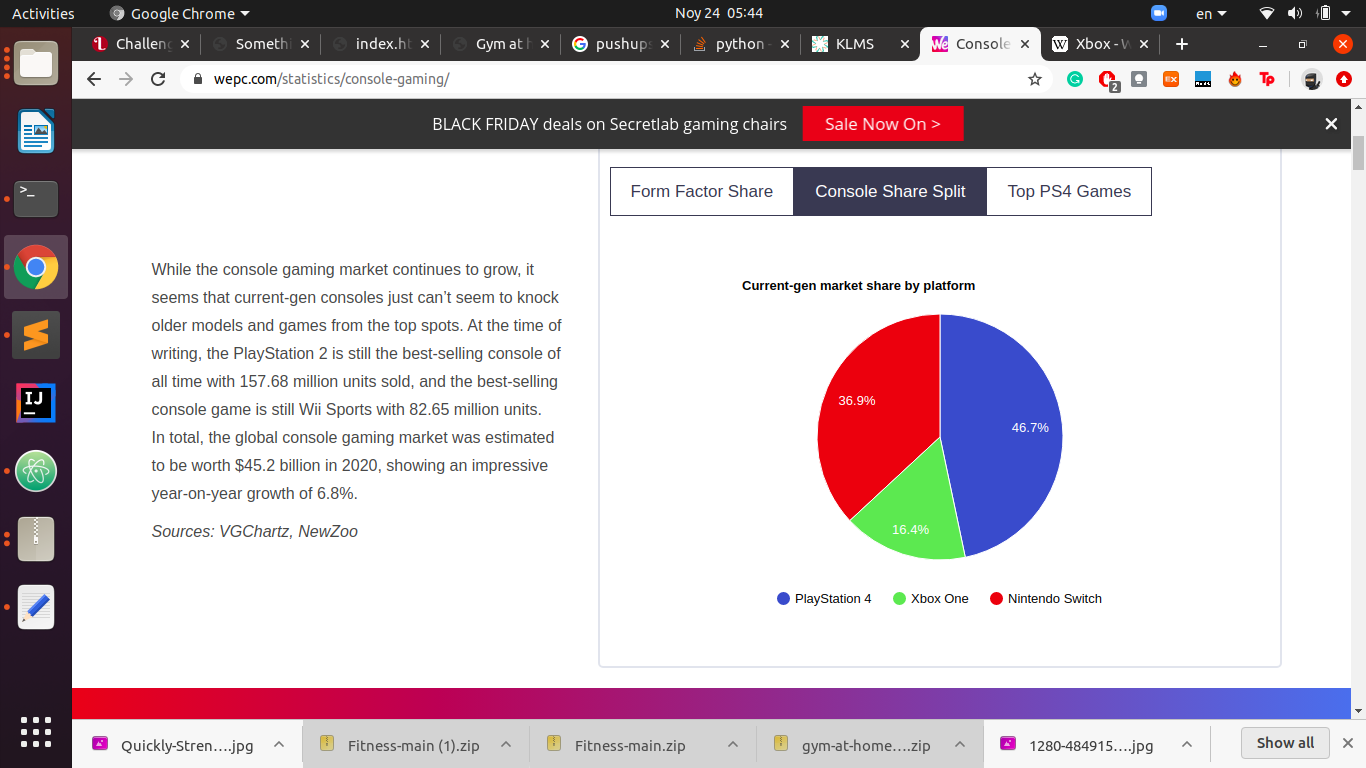 Activities
Google Chrome
Noy 24 05:44
en
Challeng
Somethi
index.ht
Gym at h
pushups
python -
KLMS
Console
Xbox - W
wepc.com/statistics/console-gaming/
2
BLACK FRIDAY deals on Secretlab gaming chairs
Sale Now On >
Form Factor Share
Console Share Split
Top PS4 Games
While the console gaming market continues to grow, it
seems that current-gen consoles just can’t seem to knock
older models and games from the top spots. At the time of
writing, the PlayStation 2 is still the best-selling console of
all time with 157.68 million units sold, and the best-selling
console game is still Wii Sports with 82.65 million units.
In total, the global console gaming market was estimated
to be worth $45.2 billion in 2020, showing an impressive
year-on-year growth of 6.8%.
Sources: VGChartz, NewZoo
Current-gen market share by platform
36.9%
46.7%
16.4%
PlayStation 4
Xbox One
Nintendo Switch
Quickly-Stren....jpg
Fitness-main (1).zip
Fitness-main.zip
gym-at-home....zip
1280-484915....jpg
Show all